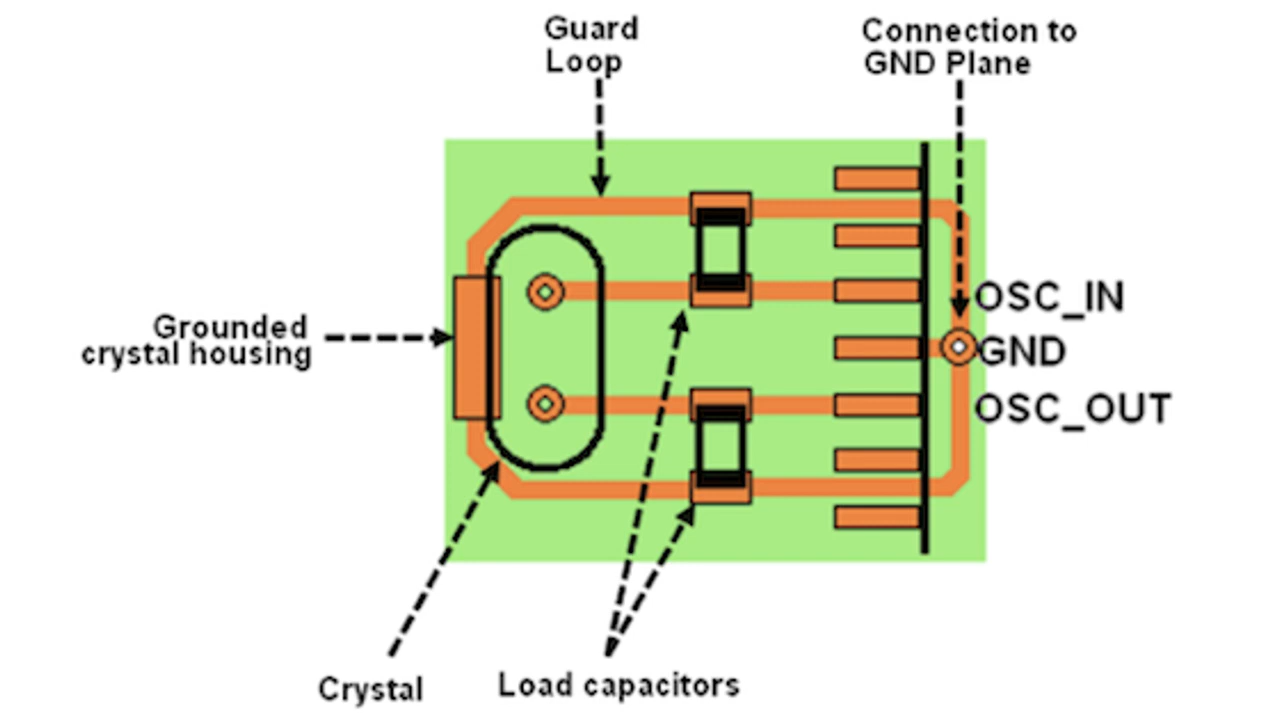 Guard
Loop
Connection to
GND Plane
OSC_IN
Grounded
crystal housing
GND
OSC_OUT
Crystal
Load capacitors